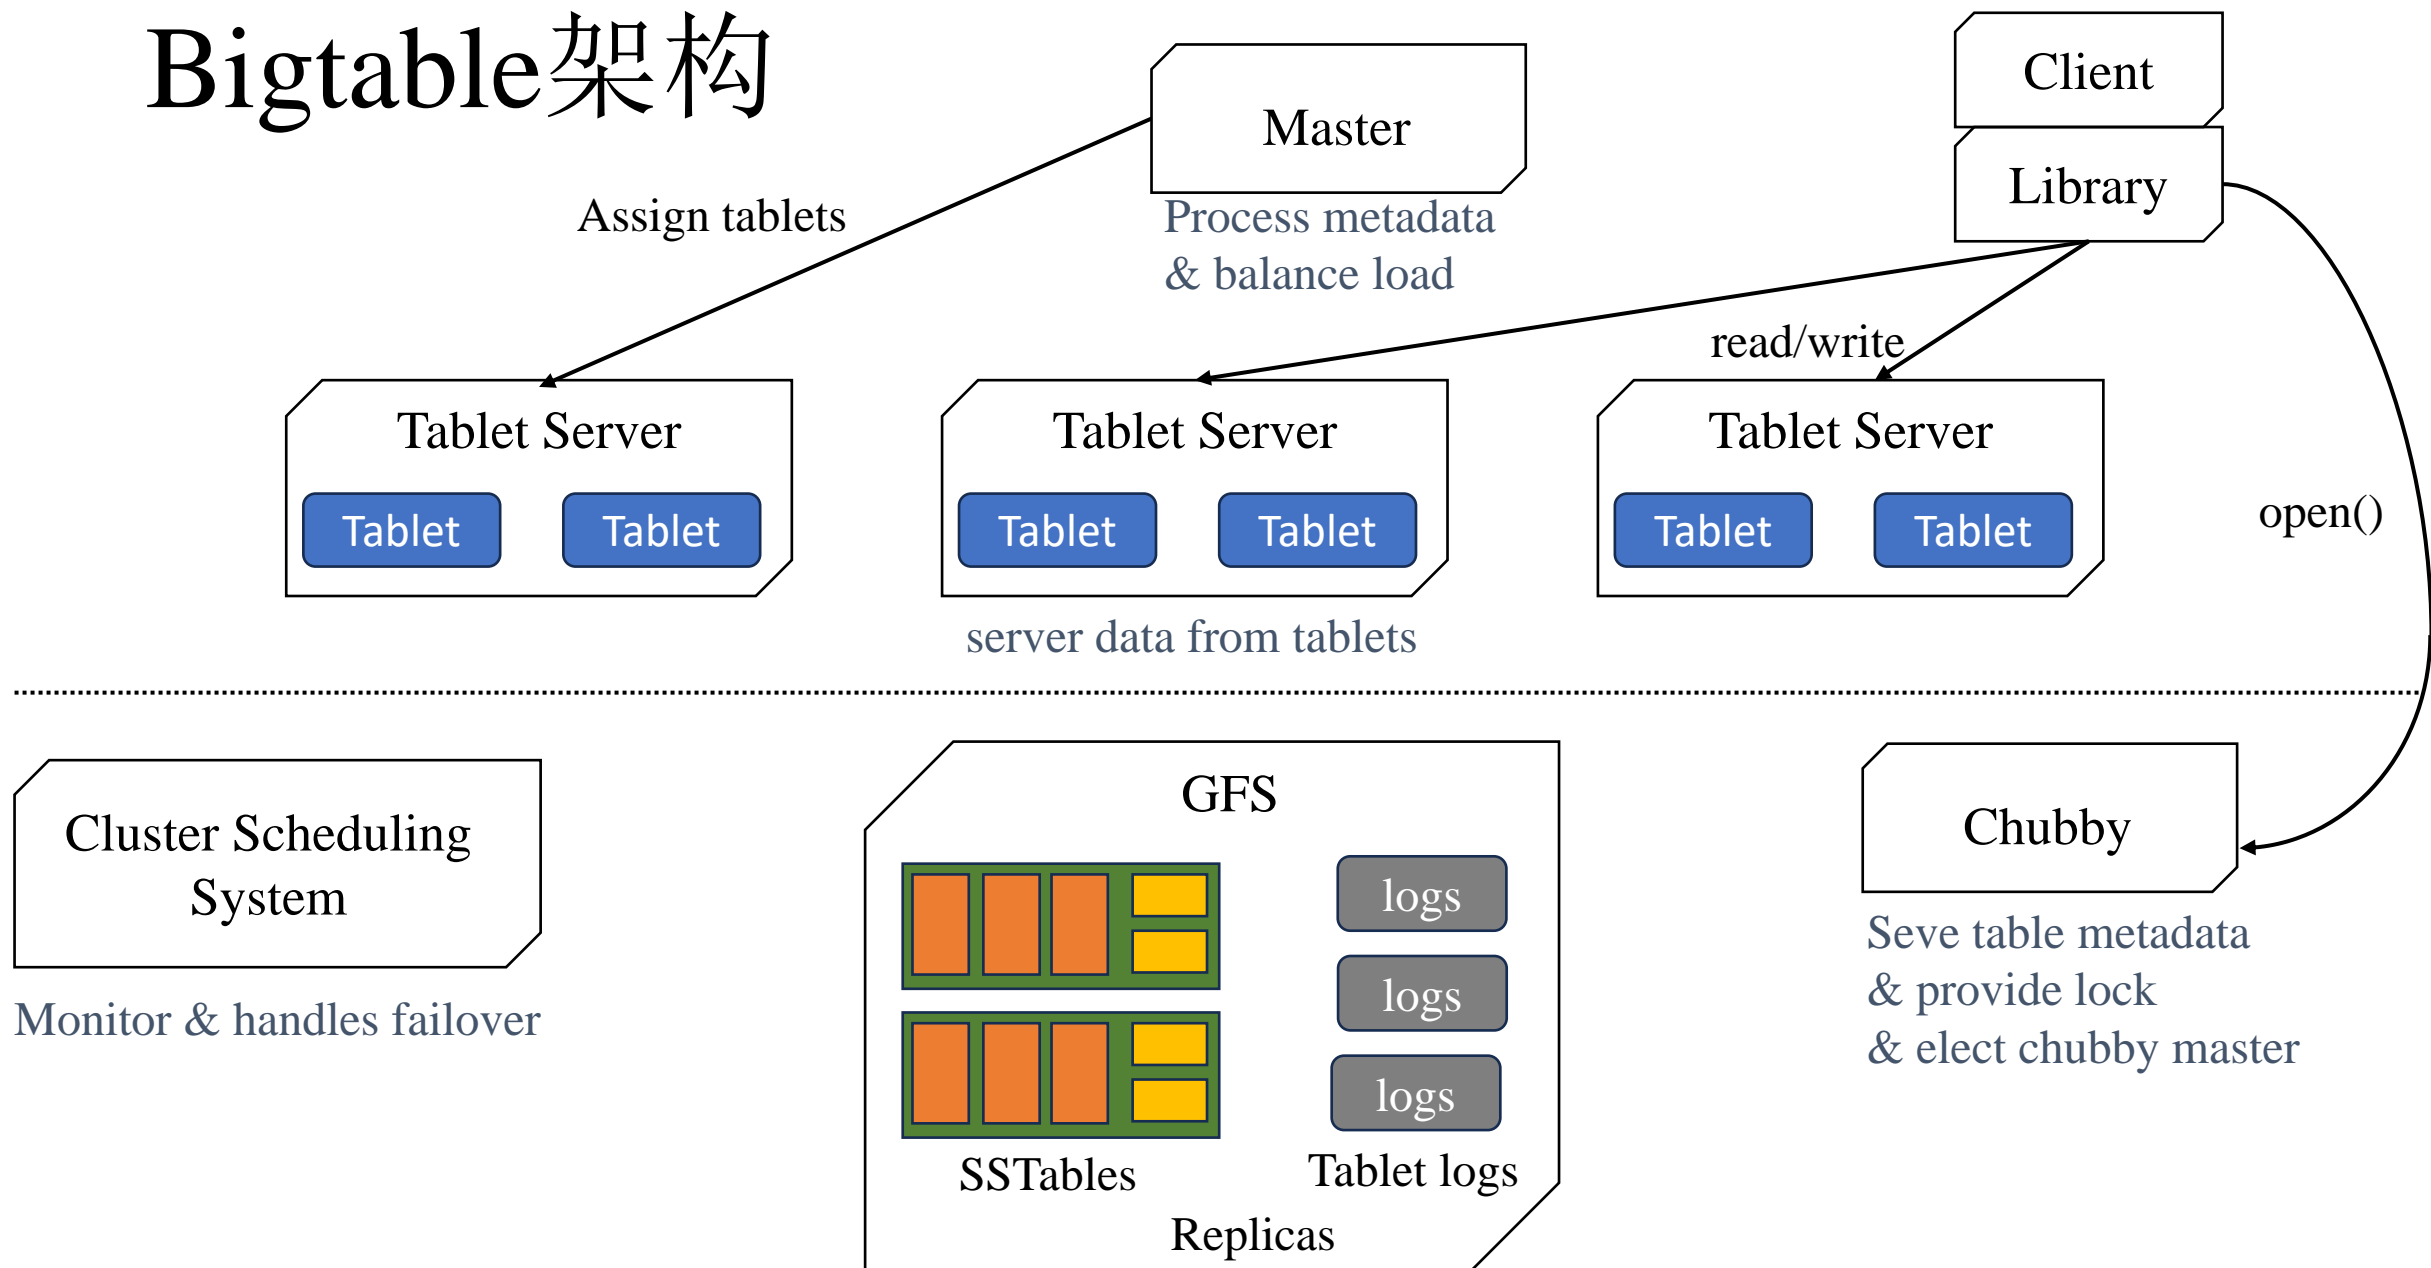 Bigtable架构
Master
Client
Library
Assign tablets
Process metadata
& balance load
read/write
Tablet Server
Tablet Tablet
Tablet Server
Tablet Tablet
Tablet Server
Tablet Tablet
open()
server data from tablets
Cluster Scheduling
System
Monitor & handles failover
GFS
logs
logs
logs
SSTables
Tablet logs
Replicas
Chubby
Seve table metadata
& provide lock
& elect chubby master